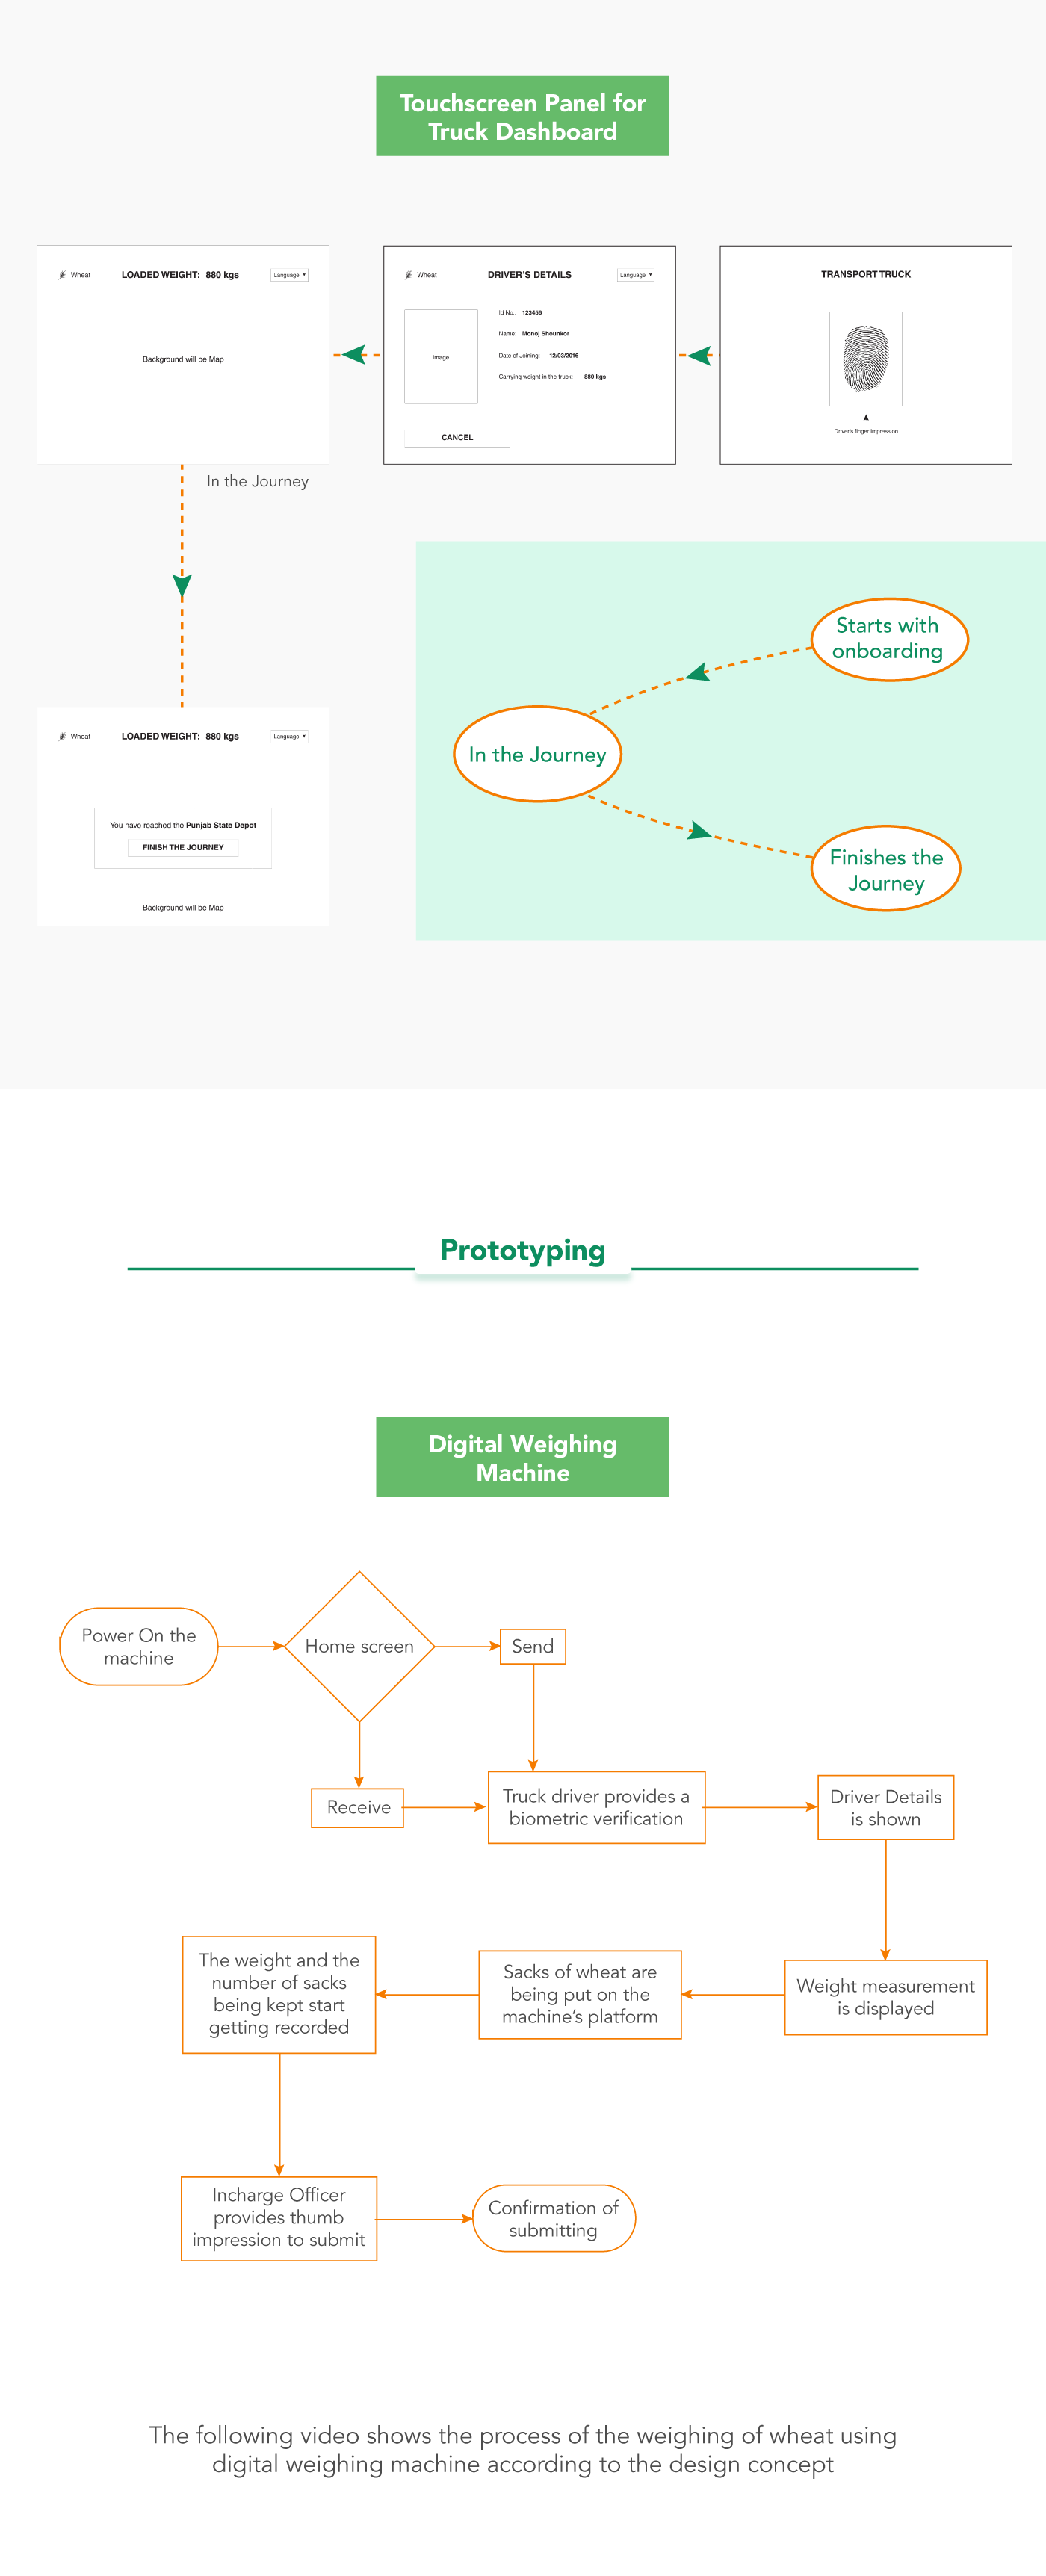 Touchscreen Panel for
Truck Dashboard
Wheat
LOADED WEIGHT: 880 kgs
Language
Background will be Map
Wheat
DRIVER'S DETAILS
Language
Image
Id No.: 123456
Name: Monoj Shounkor
Date of Joining: 12/03/2016
Carrying weight in the truck: 880 kgs
CANCEL
TRANSPORT TRUCK
Driver's finger impression
In the Journey
Wheat
LOADED WEIGHT: 880 kgs
Language
You have reached the Punjab State Depot
FINISH THE JOURNEY
Background will be Map
Starts with
onboarding
In the Journey
Finishes the
Journey
Prototyping
Digital Weighing
Machine
Power On the
machine
Home screen
Send
Receive
Truck driver provides a
biometric verification
Driver Details
is shown
Weight measurement
is displayed
Sacks of wheat are
being put on the
machine's platform
The weight and the
number of sacks
being kept start
getting recorded
Incharge Officer
provides thumb
impression to submit
Confirmation of
submitting
The following video shows the process of the weighing of wheat using
digital weighing machine according to the design concept